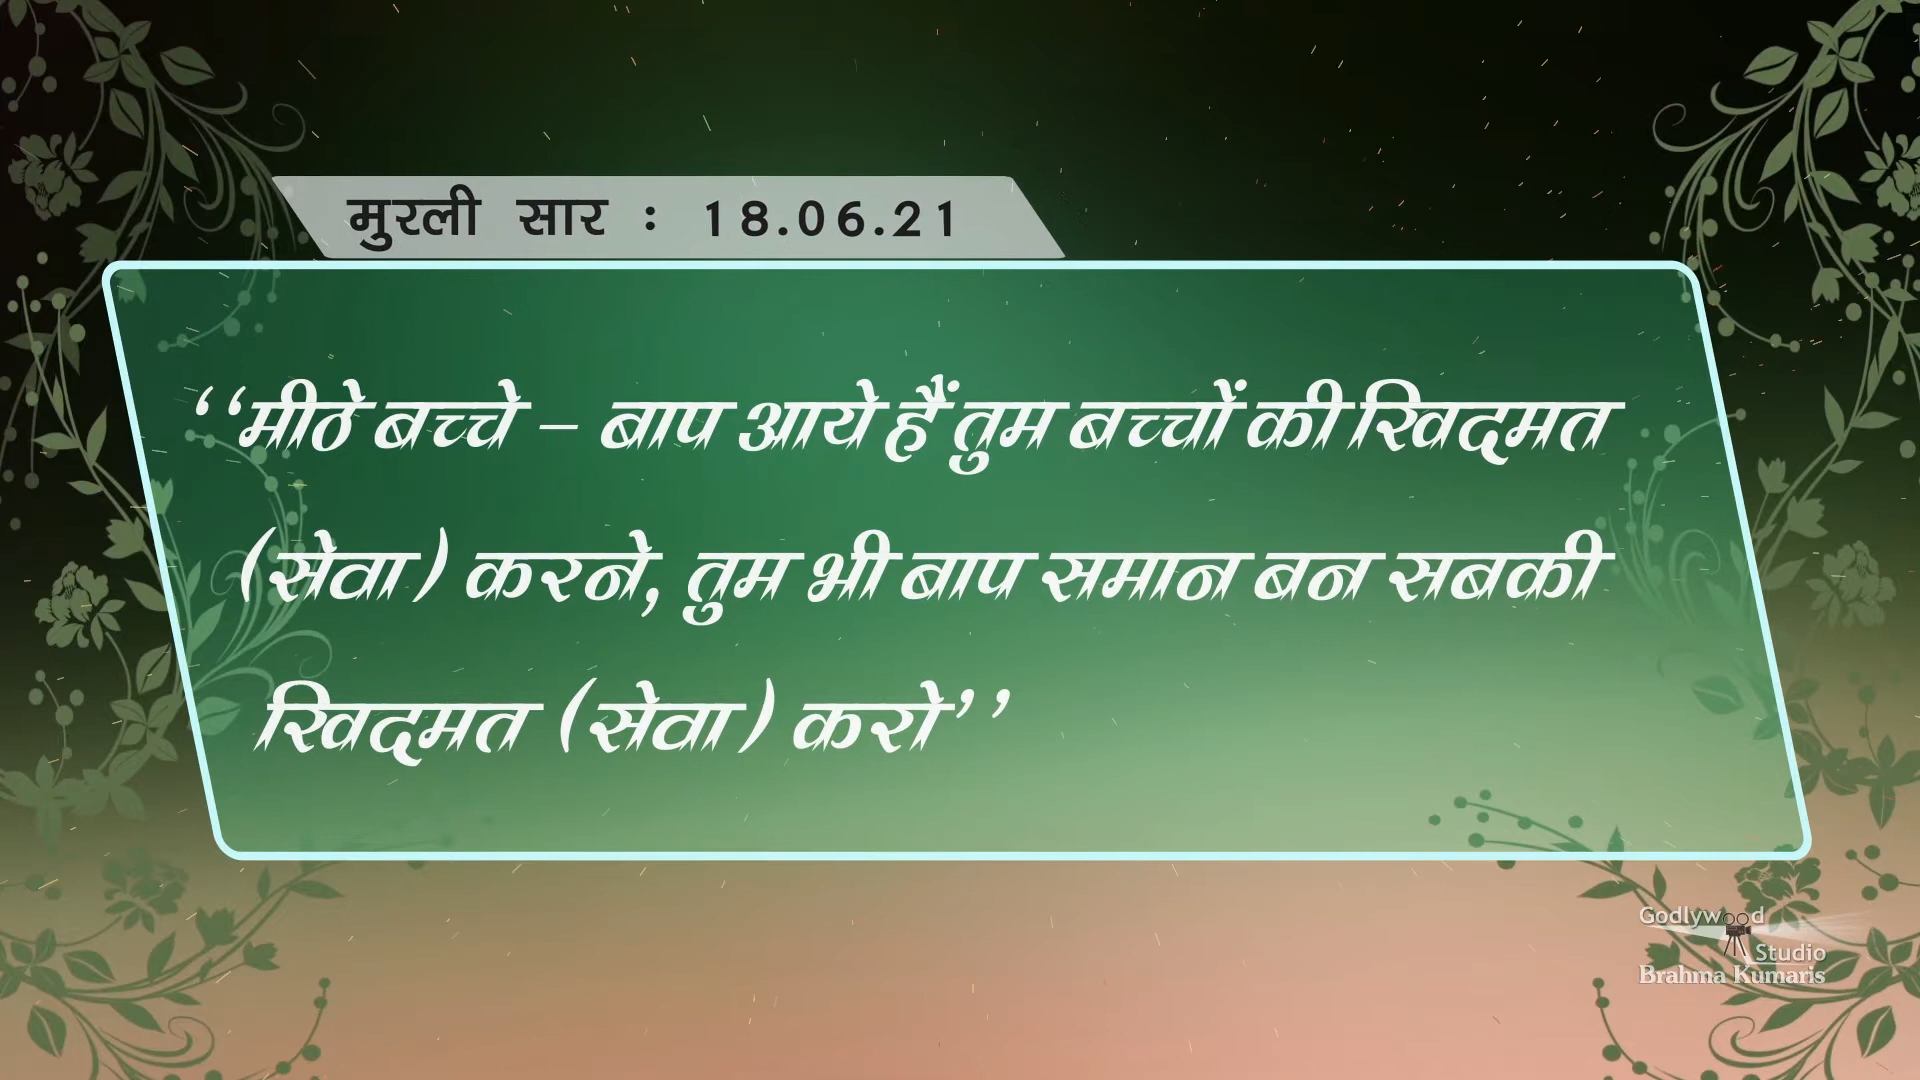 मुरली सार : 18.06.21
‘‘मीठे बच्चे – बाप आये हैं तुम बच्चों की खिदमत
(सेवा) करने, तुम भी बाप समान बन सबकी
खिदमत (सेवा) करो’’
Godlywood
Studio
Brahma Kumaris